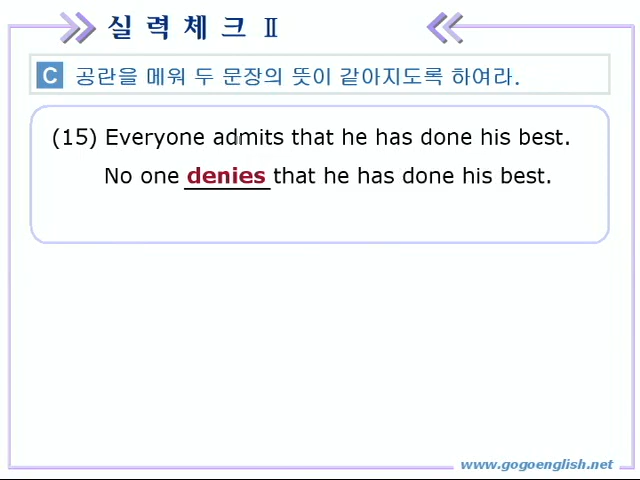 실 력 체 크 Ⅱ
C 공란을 메워 두 문장의 뜻이 같아지도록 하여라.
(15) Everyone admits that he has done his best.
No one denies that he has done his best.
www.gogoenglish.net